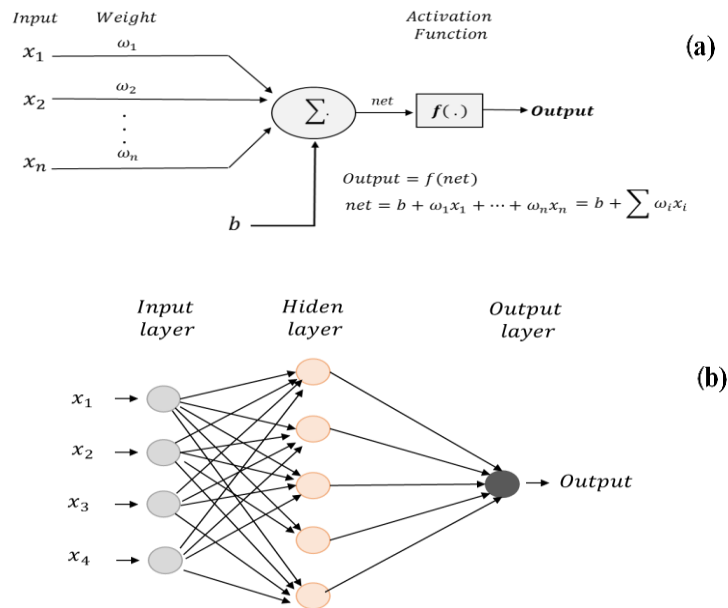 Input Weight Activation Function
(a)
x₁ ω₁
x₂ ω₂
⋮
∑. net f(.) Output
xₙ ωₙ
Output = f(net)
net = b + ω₁x₁ + ⋯ + ωₙxₙ = b + ∑ ωᵢxᵢ
b
Input layer
Hiden layer
Output layer
(b)
x₁
x₂
x₃
x₄
Output